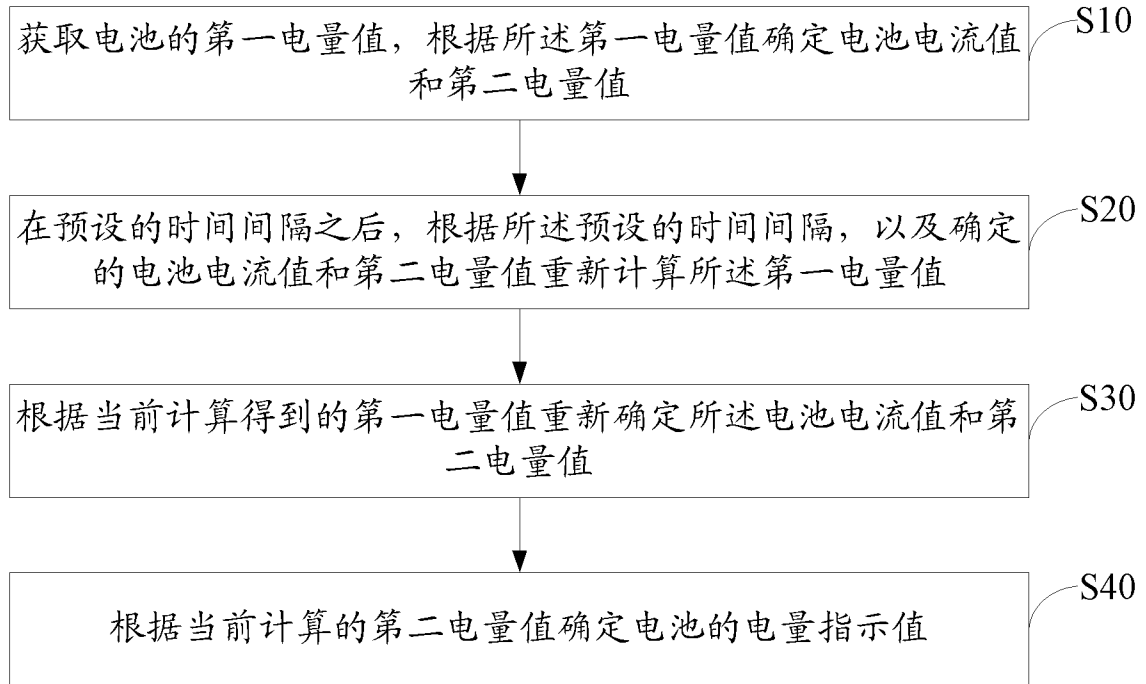 获取电池的第一电量值，根据所述第一电量值确定电池电流值
和第二电量值
S10
在预设的时间间隔之后，根据所述预设的时间间隔，以及确定
的电池电流值和第二电量值重新计算所述第一电量值
S20
根据当前计算得到的第一电量值重新确定所述电池电流值和第
二电量值
S30
根据当前计算的第二电量值确定电池的电量指示值
S40